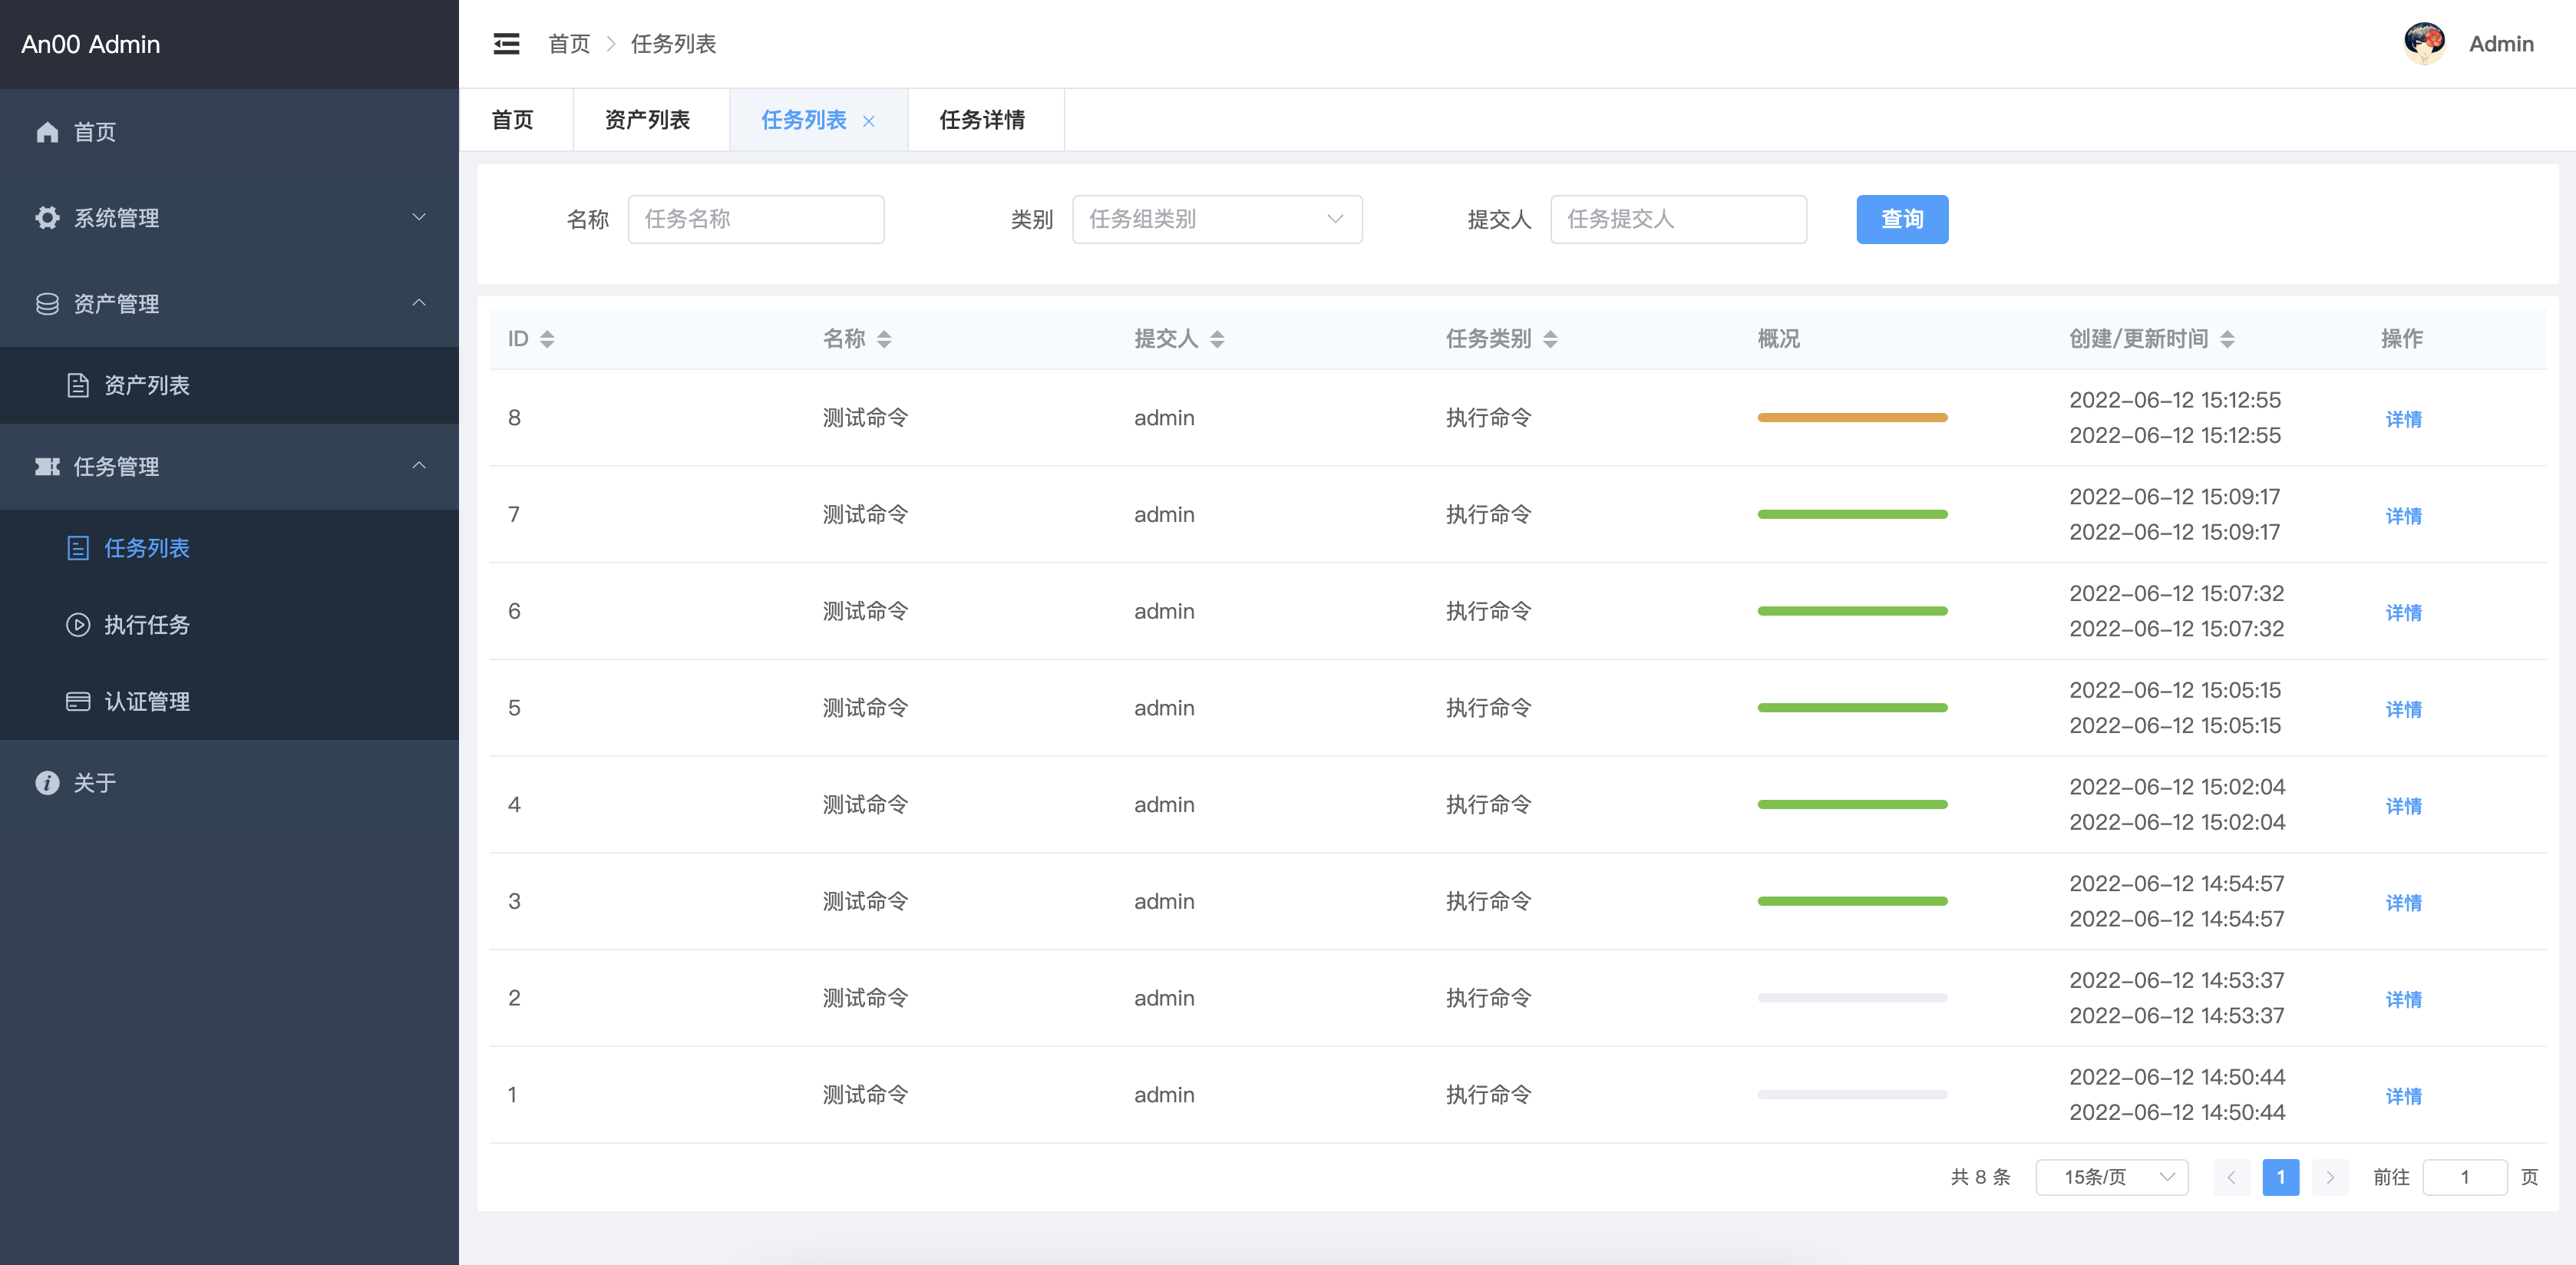 An00 Admin
首页
系统管理
资产管理
资产列表
任务管理
任务列表
执行任务
认证管理
关于
首页 > 任务列表
Admin
首页 资产列表 任务列表 × 任务详情
名称 任务名称 类别 任务组类别 提交人 任务提交人 查询
ID 名称 提交人 任务类别 概况 创建/更新时间 操作
8 测试命令 admin 执行命令 2022-06-12 15:12:55 详情
2022-06-12 15:12:55
7 测试命令 admin 执行命令 2022-06-12 15:09:17 详情
2022-06-12 15:09:17
6 测试命令 admin 执行命令 2022-06-12 15:07:32 详情
2022-06-12 15:07:32
5 测试命令 admin 执行命令 2022-06-12 15:05:15 详情
2022-06-12 15:05:15
4 测试命令 admin 执行命令 2022-06-12 15:02:04 详情
2022-06-12 15:02:04
3 测试命令 admin 执行命令 2022-06-12 14:54:57 详情
2022-06-12 14:54:57
2 测试命令 admin 执行命令 2022-06-12 14:53:37 详情
2022-06-12 14:53:37
1 测试命令 admin 执行命令 2022-06-12 14:50:44 详情
2022-06-12 14:50:44
共 8 条 15条/页 < 1 > 前往 1 页